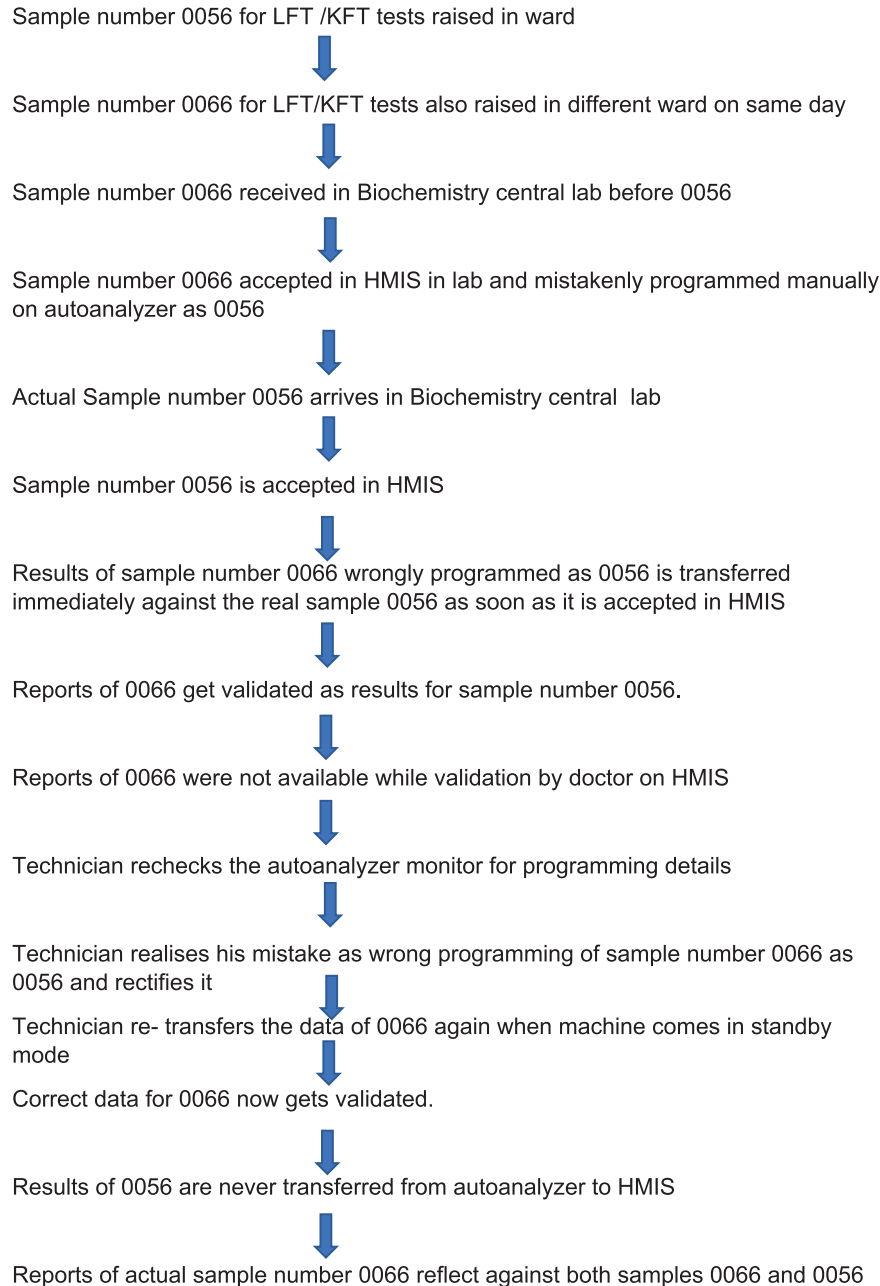 Sample number 0056 for LFT /KFT tests raised in ward
Sample number 0066 for LFT/KFT tests also raised in different ward on same day
Sample number 0066 received in Biochemistry central lab before 0056
Sample number 0066 accepted in HMIS in lab and mistakenly programmed manually
on autoanalyzer as 0056
Actual Sample number 0056 arrives in Biochemistry central lab
Sample number 0056 is accepted in HMIS
Results of sample number 0066 wrongly programmed as 0056 is transferred
immediately against the real sample 0056 as soon as it is accepted in HMIS
Reports of 0066 get validated as results for sample number 0056.
Reports of 0066 were not available while validation by doctor on HMIS
Technician rechecks the autoanalyzer monitor for programming details
Technician realises his mistake as wrong programming of sample number 0066 as
0056 and rectifies it
Technician re- transfers the data of 0066 again when machine comes in standby
mode
Correct data for 0066 now gets validated.
Results of 0056 are never transferred from autoanalyzer to HMIS
Reports of actual sample number 0066 reflect against both samples 0066 and 0056